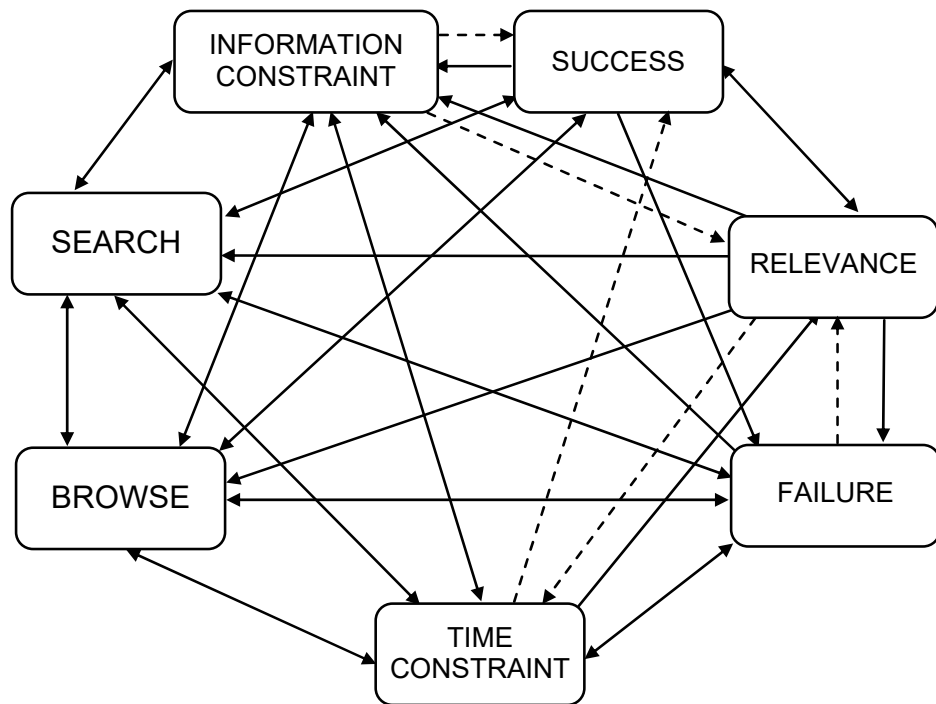 INFORMATION
CONSTRAINT
SUCCESS
SEARCH
RELEVANCE
BROWSE
FAILURE
TIME
CONSTRAINT